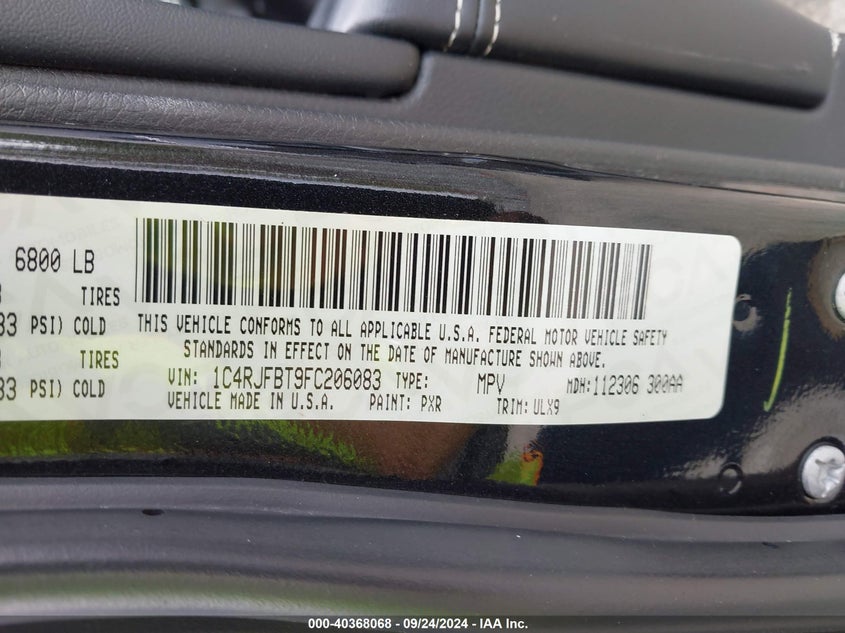 6800 LB
TIRES
33 PSI) COLD
TIRES
33 PSI) COLD
THIS VEHICLE CONFORMS TO ALL APPLICABLE U.S.A. FEDERAL MOTOR VEHICLE SAFETY
STANDARDS IN EFFECT ON THE DATE OF MANUFACTURE SHOWN ABOVE.
VIN: 1C4RJFBT9FC206083 TYPE: MPV MDH:112306 300AA
VEHICLE MADE IN U.S.A. PAINT: PXR TRIM: ULX9
000-40368068 - 09/24/2024 - IAA Inc.